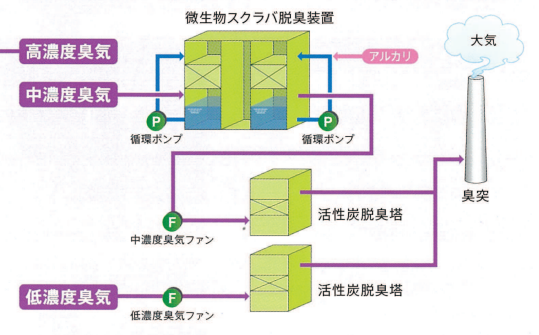 微生物スクラバ脱臭装置
大気
高濃度臭気
アルカリ
中濃度臭気
P
P
循環ポンプ
循環ポンプ
臭突
活性炭脱臭塔
F
中濃度臭気ファン
活性炭脱臭塔
低濃度臭気
F
低濃度臭気ファン